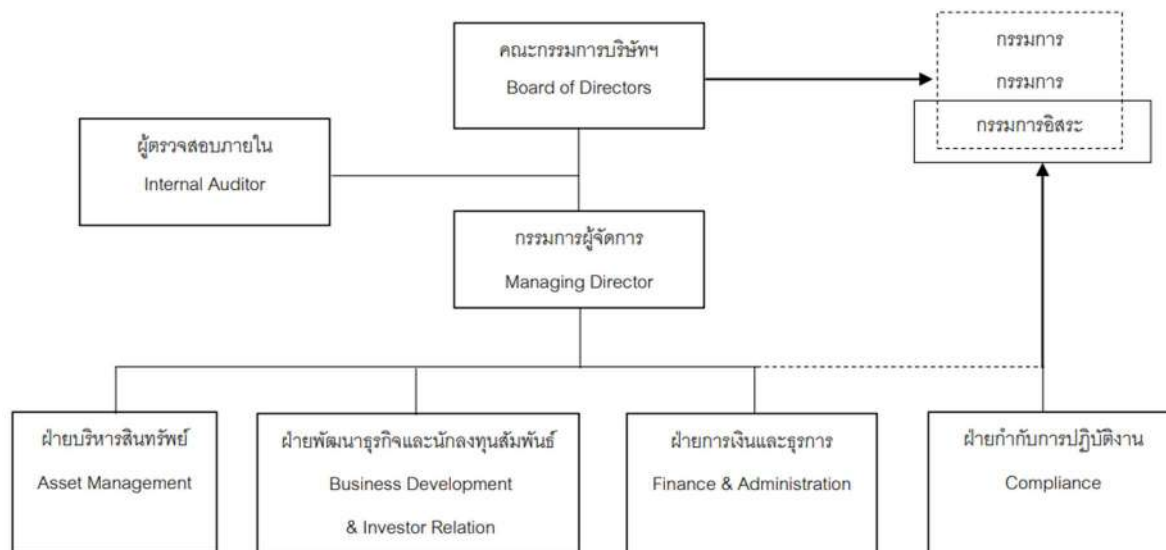 คณะกรรมการบริษัทฯ
Board of Directors
กรรมการ
กรรมการ
กรรมการอิสระ
ผู้ตรวจสอบภายใน
Internal Auditor
กรรมการผู้จัดการ
Managing Director
ฝ่ายบริหารสินทรัพย์
Asset Management
ฝ่ายพัฒนาธุรกิจและนักลงทุนสัมพันธ์
Business Development
& Investor Relation
ฝ่ายการเงินและธุรการ
Finance & Administration
ฝ่ายกำกับการปฏิบัติงาน
Compliance